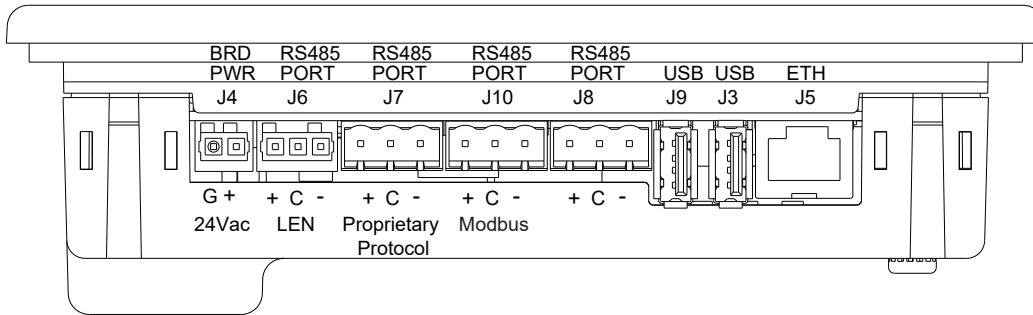 BRD RS485 RS485 RS485 RS485
PWR PORT PORT PORT PORT USB USB ETH
J4 J6 J7 J10 J8 J9 J3 J5
G + + C - + C - + C - + C -
24Vac LEN Proprietary Modbus
Protocol